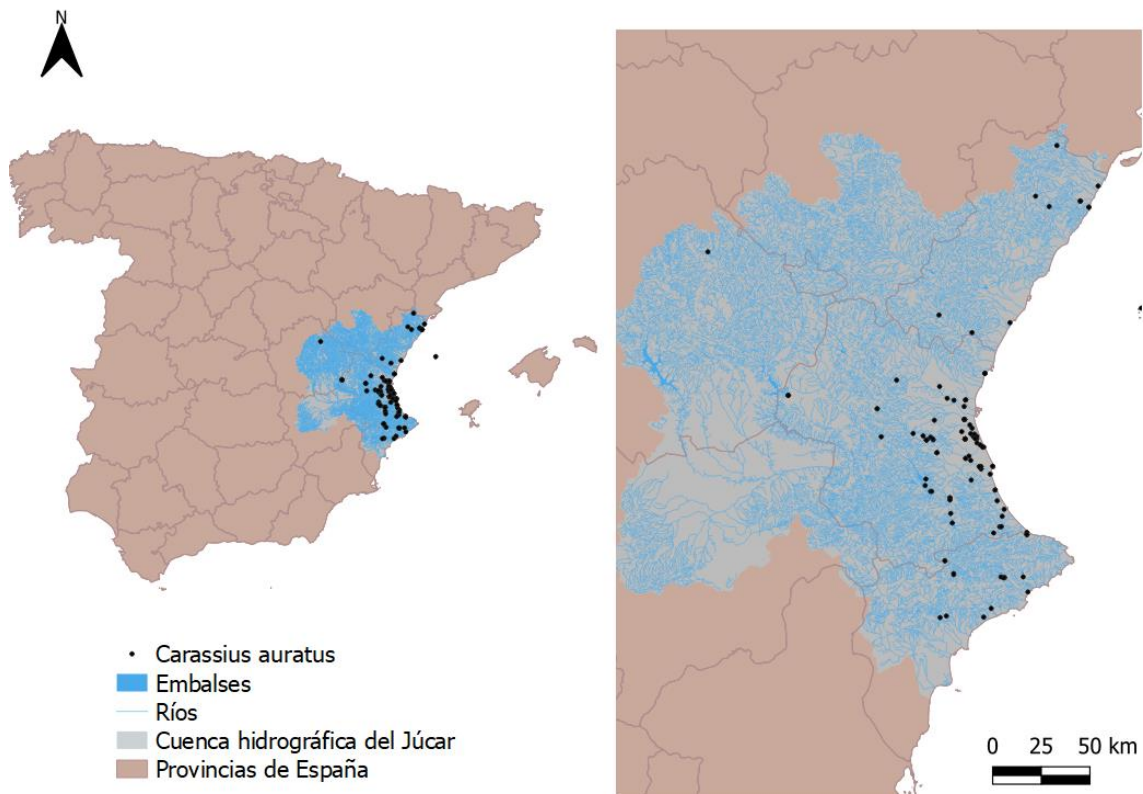 N
Carassius auratus
Embalses
Ríos
Cuenca hidrográfica del Júcar
Provincias de España
0 25 50 km